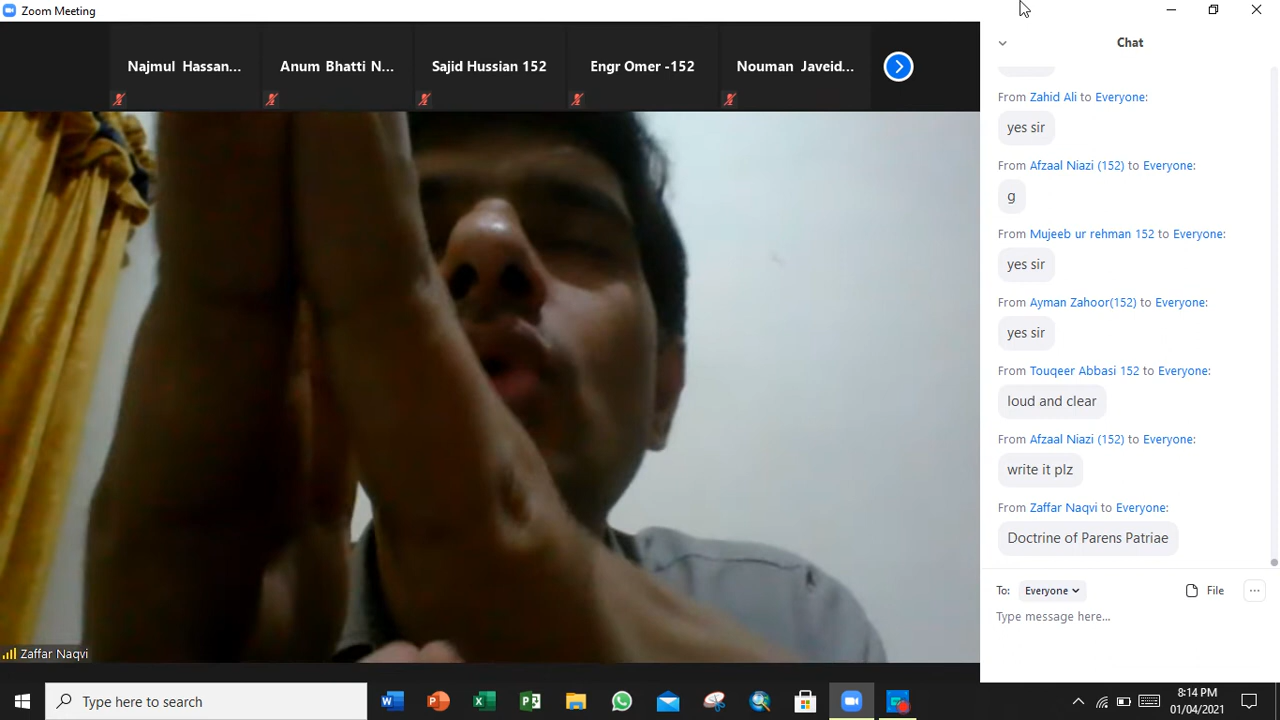 Zoom Meeting
Najmul Hassan...
Anum Bhatti N...
Sajid Hussian 152
Engr Omer -152
Nouman Javeid...
Chat
From Zahid Ali to Everyone:
yes sir
From Afzaal Niazi (152) to Everyone:
g
From Mujeeb ur rehman 152 to Everyone:
yes sir
From Ayman Zahoor(152) to Everyone:
yes sir
From Touqeer Abbasi 152 to Everyone:
loud and clear
From Afzaal Niazi (152) to Everyone:
write it plz
From Zaffar Naqvi to Everyone:
Doctrine of Parens Patriae
To: Everyone File
Type message here...
Zaffar Naqvi
Type here to search
8:14 PM
01/04/2021